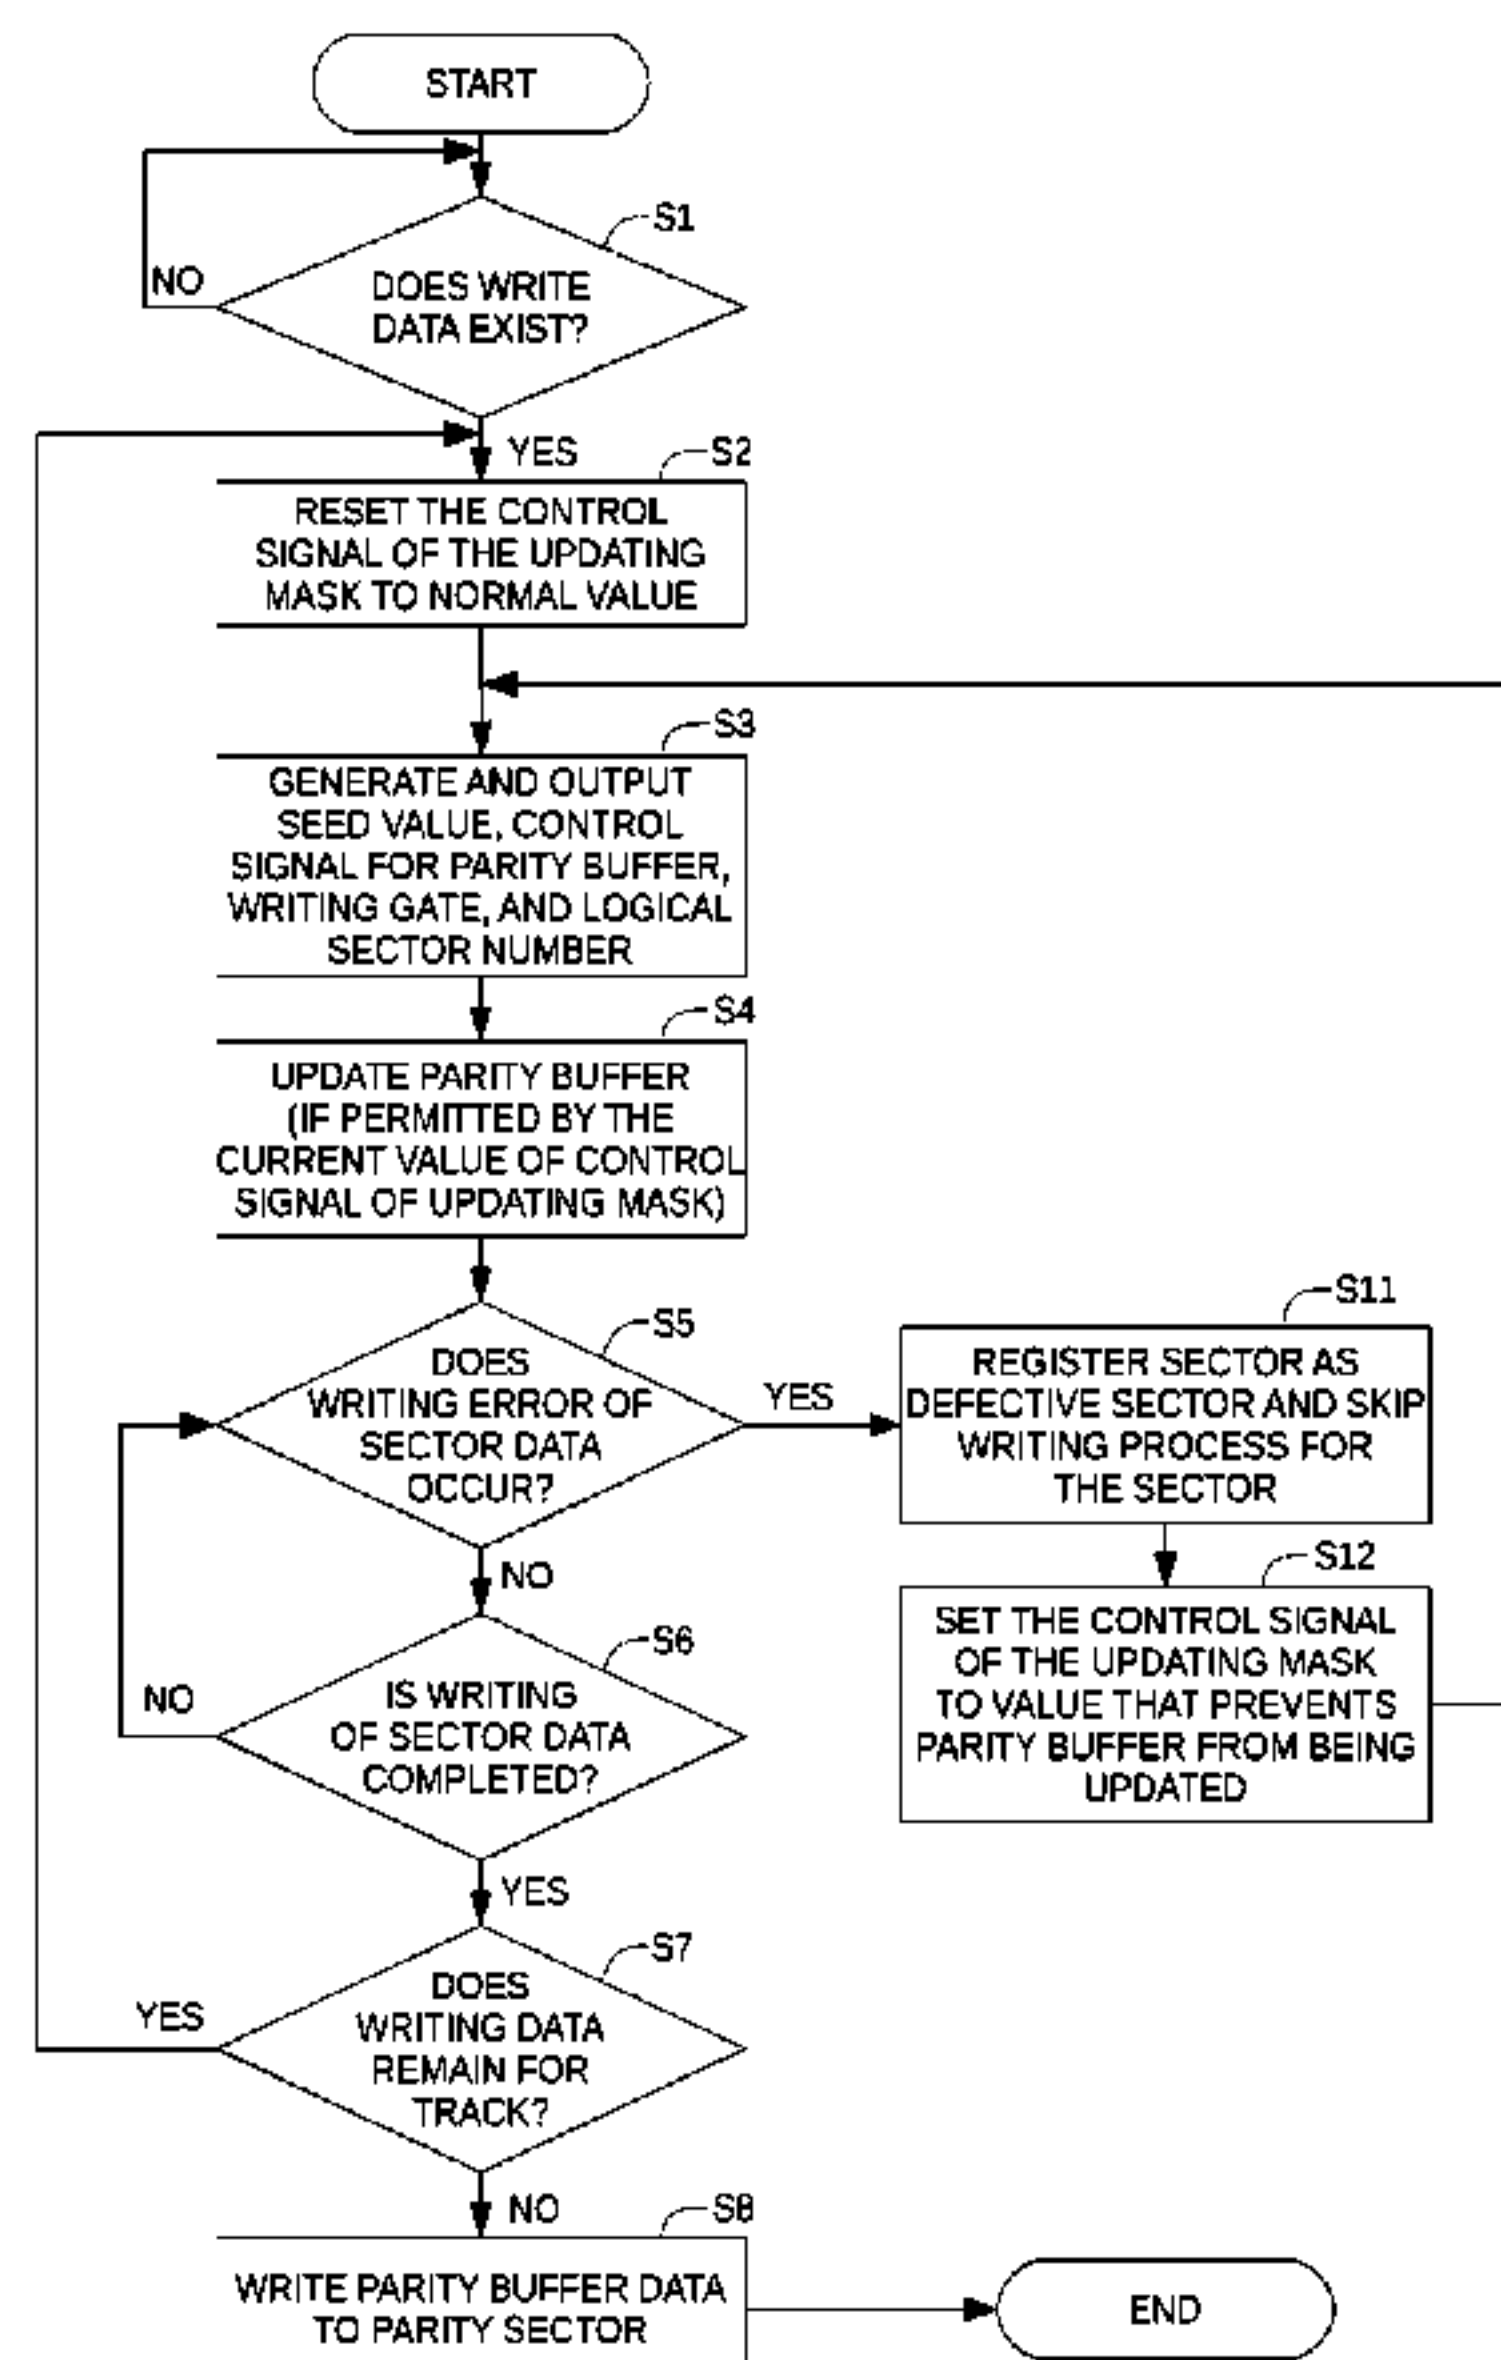 START
S1
NO
DOES WRITE
DATA EXIST?
YES
S2
RESET THE CONTROL
SIGNAL OF THE UPDATING
MASK TO NORMAL VALUE
S3
GENERATE AND OUTPUT
SEED VALUE, CONTROL
SIGNAL FOR PARITY BUFFER,
WRITING GATE, AND LOGICAL
SECTOR NUMBER
S4
UPDATE PARITY BUFFER
(IF PERMITTED BY THE
CURRENT VALUE OF CONTROL
SIGNAL OF UPDATING MASK)
S5
DOES
WRITING ERROR OF
SECTOR DATA
OCCUR?
YES
S11
REGISTER SECTOR AS
DEFECTIVE SECTOR AND SKIP
WRITING PROCESS FOR
THE SECTOR
S12
SET THE CONTROL SIGNAL
OF THE UPDATING MASK
TO VALUE THAT PREVENTS
PARITY BUFFER FROM BEING
UPDATED
NO
S6
NO
IS WRITING
OF SECTOR DATA
COMPLETED?
YES
S7
YES
DOES
WRITING DATA
REMAIN FOR
TRACK?
NO
S8
WRITE PARITY BUFFER DATA
TO PARITY SECTOR
END